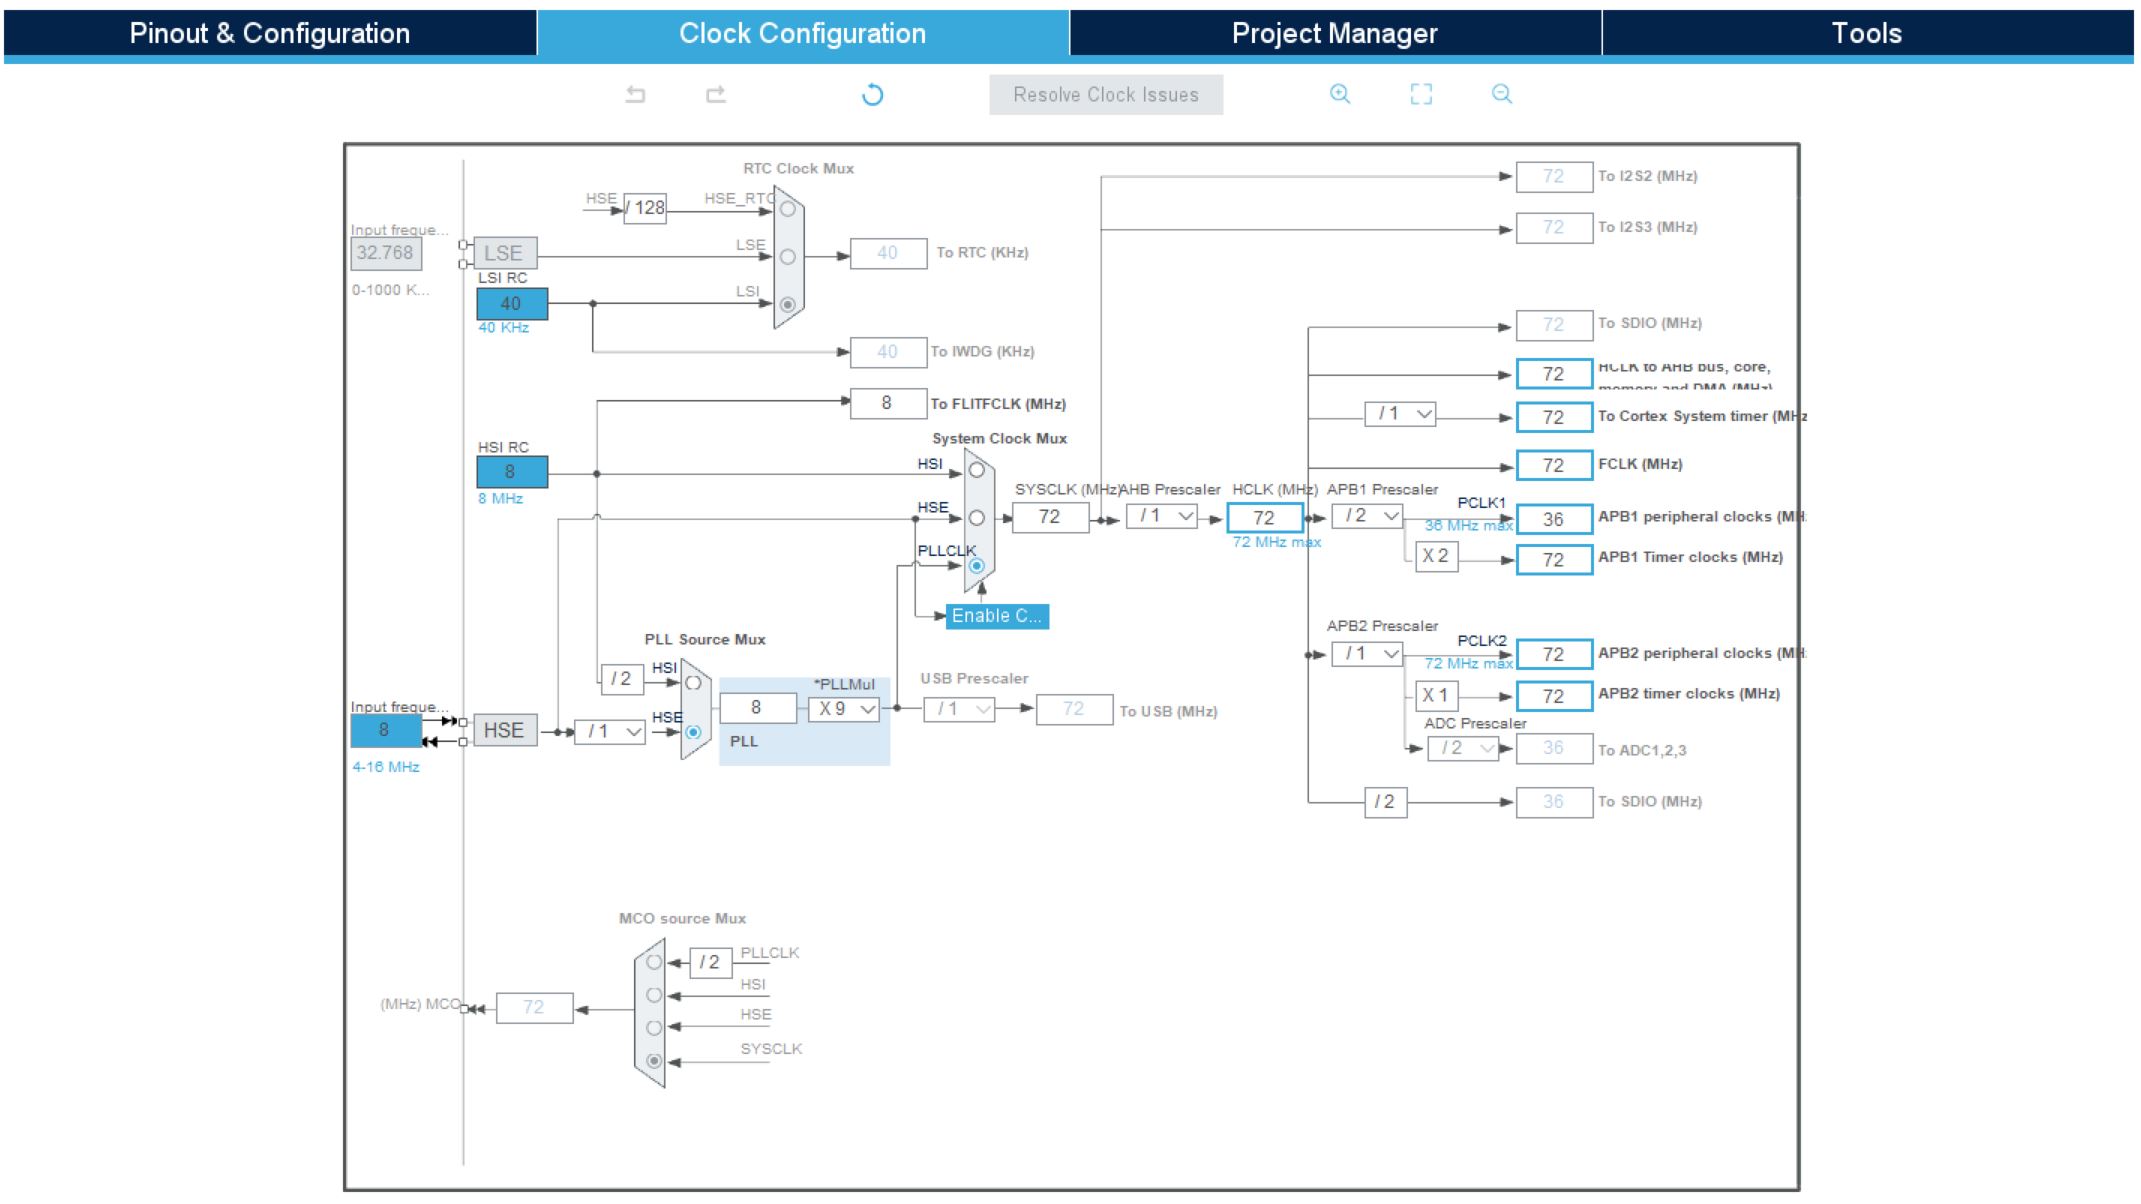 Pinout & Configuration
Clock Configuration
Project Manager
Tools
Resolve Clock Issues
RTC Clock Mux
HSE
/ 128
HSE_RTC
Input freque...
32.768
0-1000 K...
LSE
LSE
40
To RTC (KHz)
LSI RC
40
40 KHz
LSI
40
To IWDG (KHz)
8
To FLITFCLK (MHz)
HSI RC
8
8 MHz
System Clock Mux
HSI
HSE
PLLCLK
Enable C...
SYSCLK (MHz)
72
AHB Prescaler
/ 1
HCLK (MHz)
72
72 MHz max
72
To I2S2 (MHz)
72
To I2S3 (MHz)
72
To SDIO (MHz)
72
HCLK to AHB bus, core,
memory and DMA (MHz)
/ 1
72
To Cortex System timer (MHz
72
FCLK (MHz)
APB1 Prescaler
/ 2
PCLK1
36 MHz max
36
APB1 peripheral clocks (MH
X 2
72
APB1 Timer clocks (MHz)
APB2 Prescaler
/ 1
PCLK2
72 MHz max
72
APB2 peripheral clocks (MH
X 1
72
APB2 timer clocks (MHz)
ADC Prescaler
/ 2
36
To ADC1,2,3
/ 2
36
To SDIO (MHz)
PLL Source Mux
/ 2
HSI
Input freque...
8
4-16 MHz
HSE
/ 1
HSE
8
*PLLMul
X 9
PLL
USB Prescaler
/ 1
72
To USB (MHz)
MCO source Mux
/ 2
PLLCLK
HSI
HSE
SYSCLK
(MHz) MCO
72